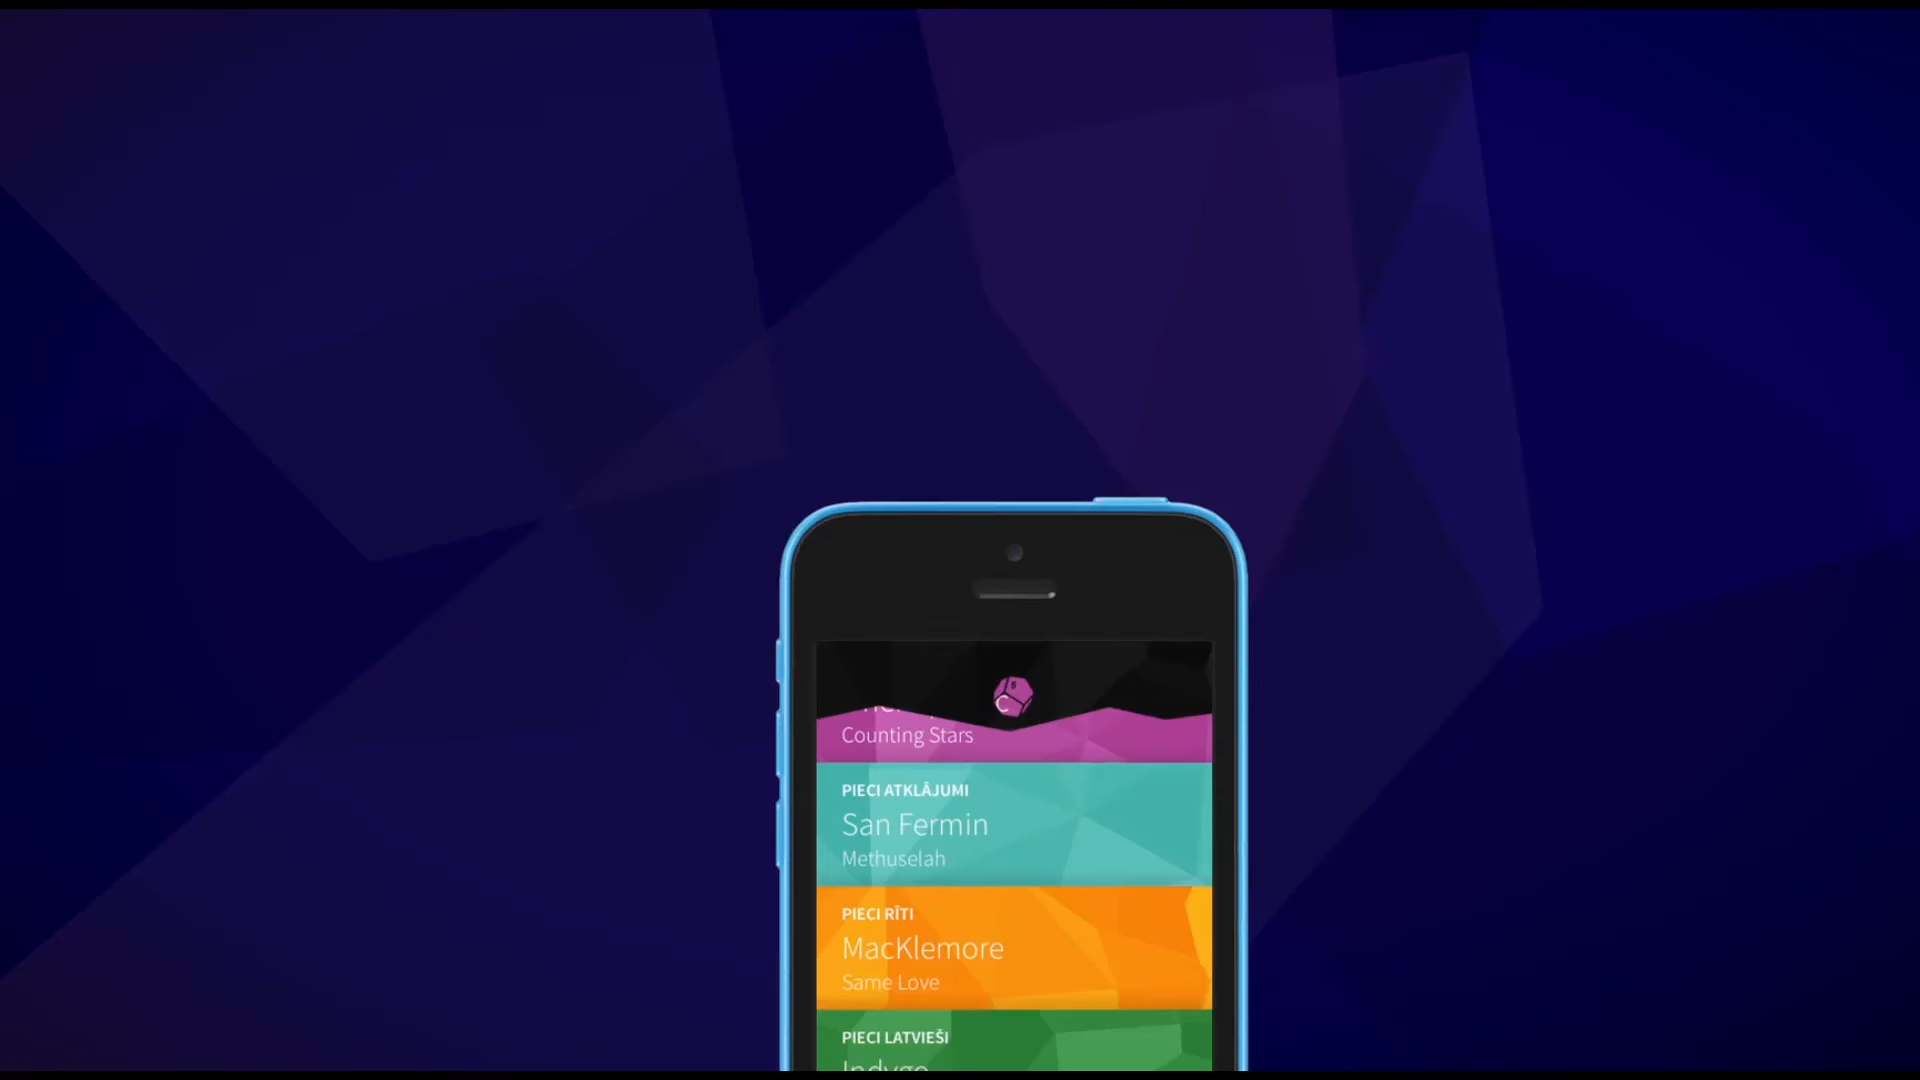 Counting Stars
PIECI ATKLĀJUMI
San Fermin
Methuselah
PIECI RĪTI
MacKlemore
Same Love
PIECI LATVIEŠI